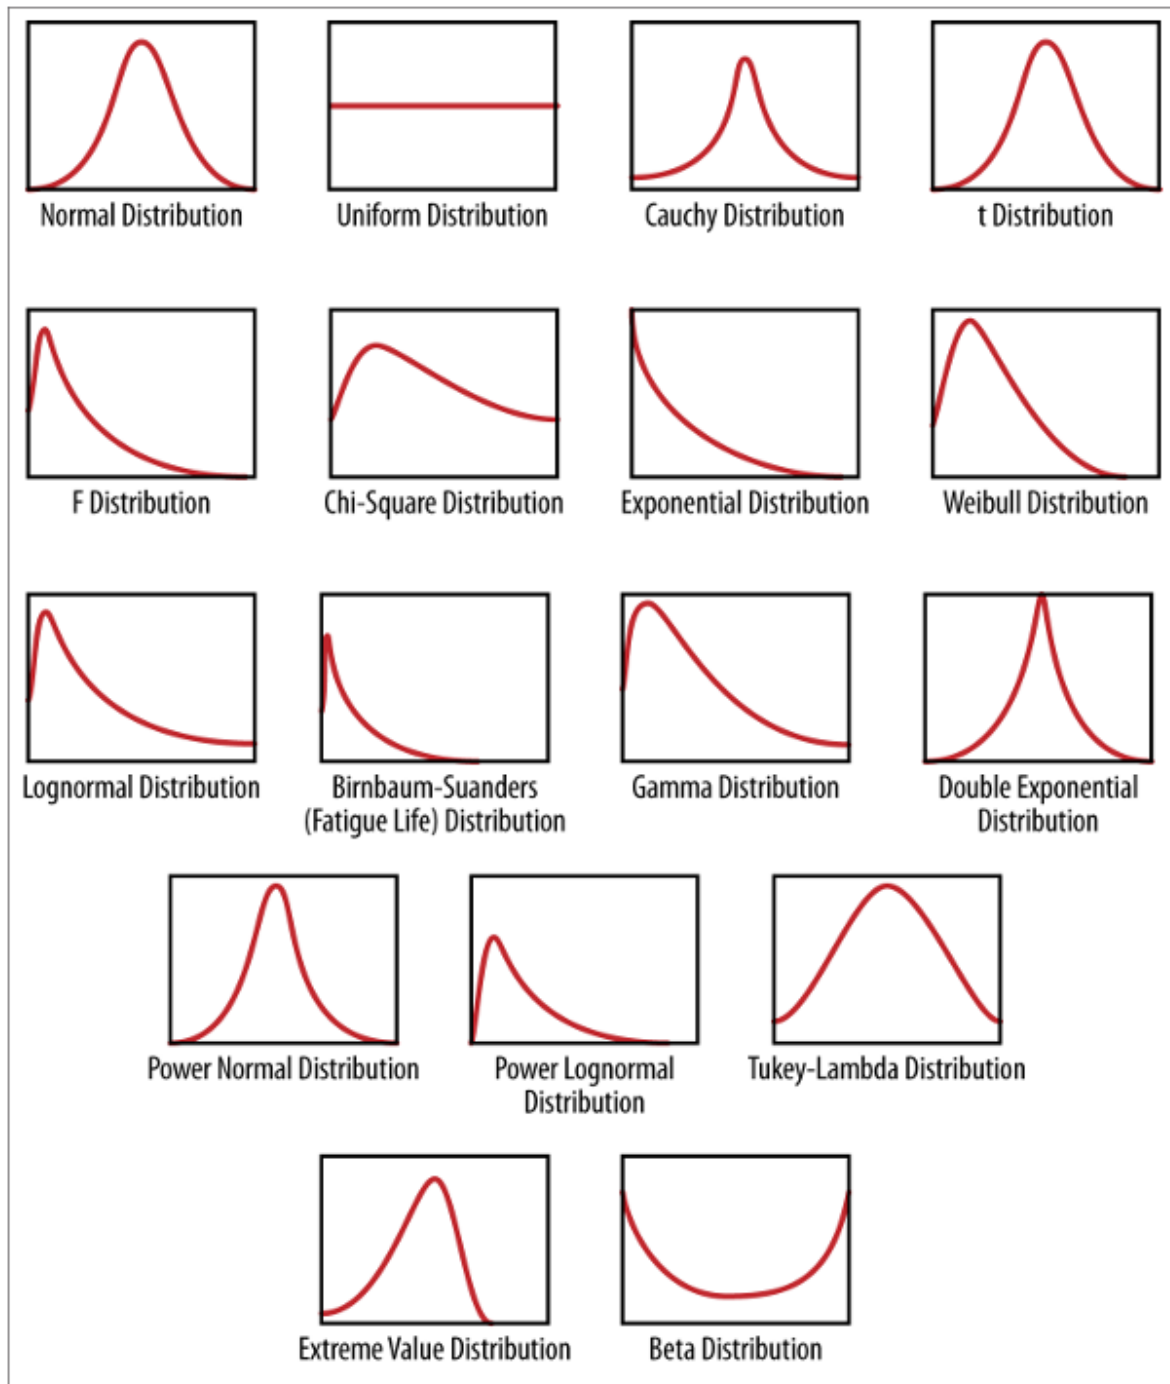 Normal Distribution
Uniform Distribution
Cauchy Distribution
t Distribution
F Distribution
Chi-Square Distribution
Exponential Distribution
Weibull Distribution
Lognormal Distribution
Birnbaum-Suanders
(Fatigue Life) Distribution
Gamma Distribution
Double Exponential
Distribution
Power Normal Distribution
Power Lognormal
Distribution
Tukey-Lambda Distribution
Extreme Value Distribution
Beta Distribution